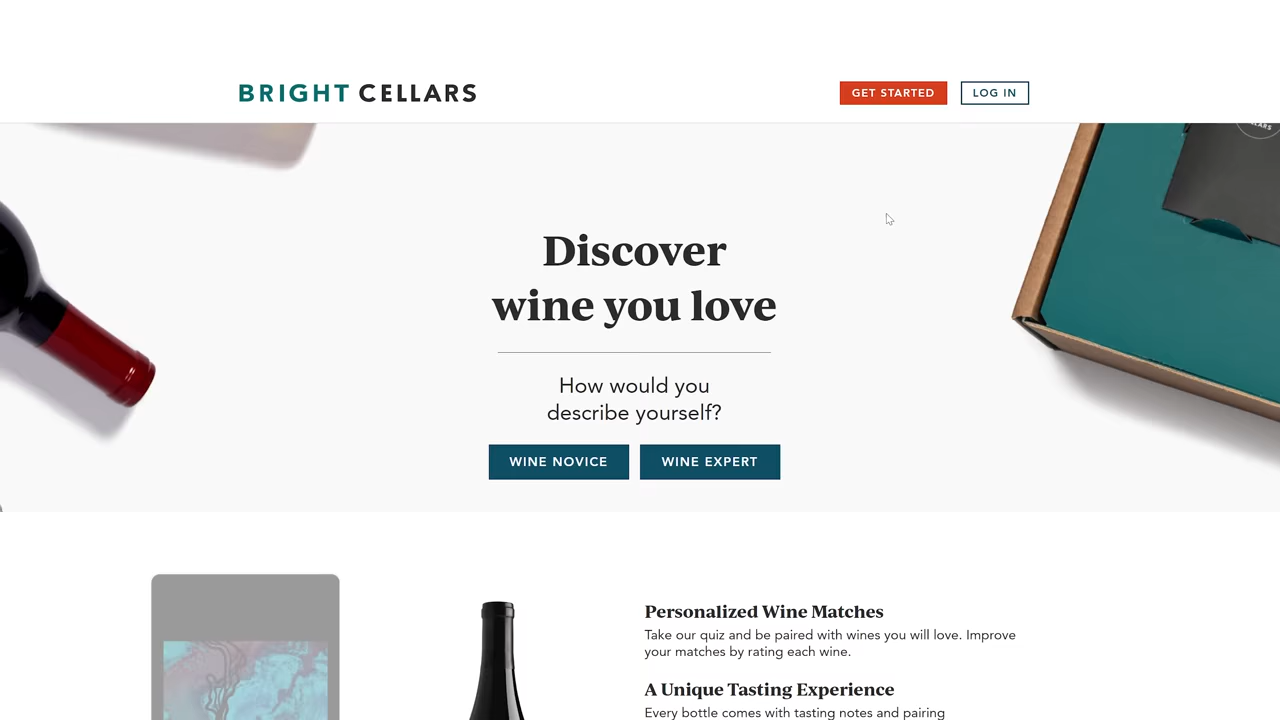 BRIGHT CELLARS
GET STARTED
LOG IN
Discover
wine you love
How would you
describe yourself?
WINE NOVICE
WINE EXPERT
Personalized Wine Matches
Take our quiz and be paired with wines you will love. Improve
your matches by rating each wine.
A Unique Tasting Experience
Every bottle comes with tasting notes and pairing